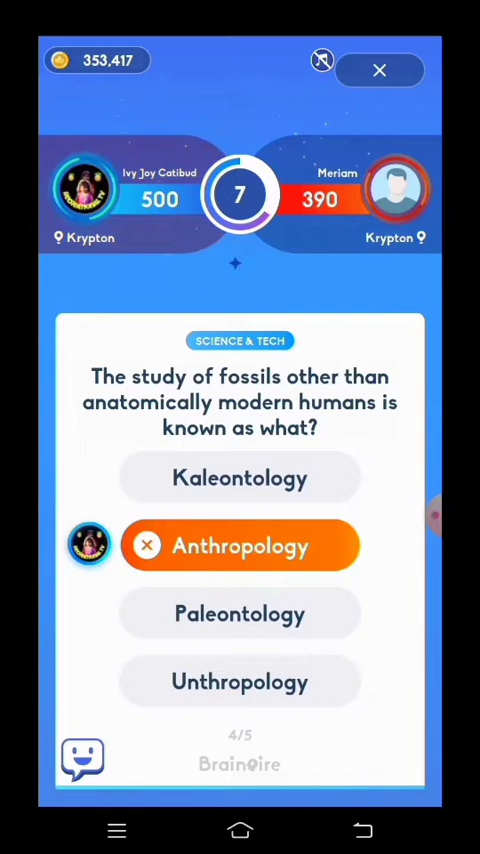 353,417
Ivy Joy Catibud
Meriam
500
7
390
Krypton
Krypton
SCIENCE & TECH
The study of fossils other than
anatomically modern humans is
known as what?
Kaleontology
Anthropology
Paleontology
Unthropology
4/5
Brainwire